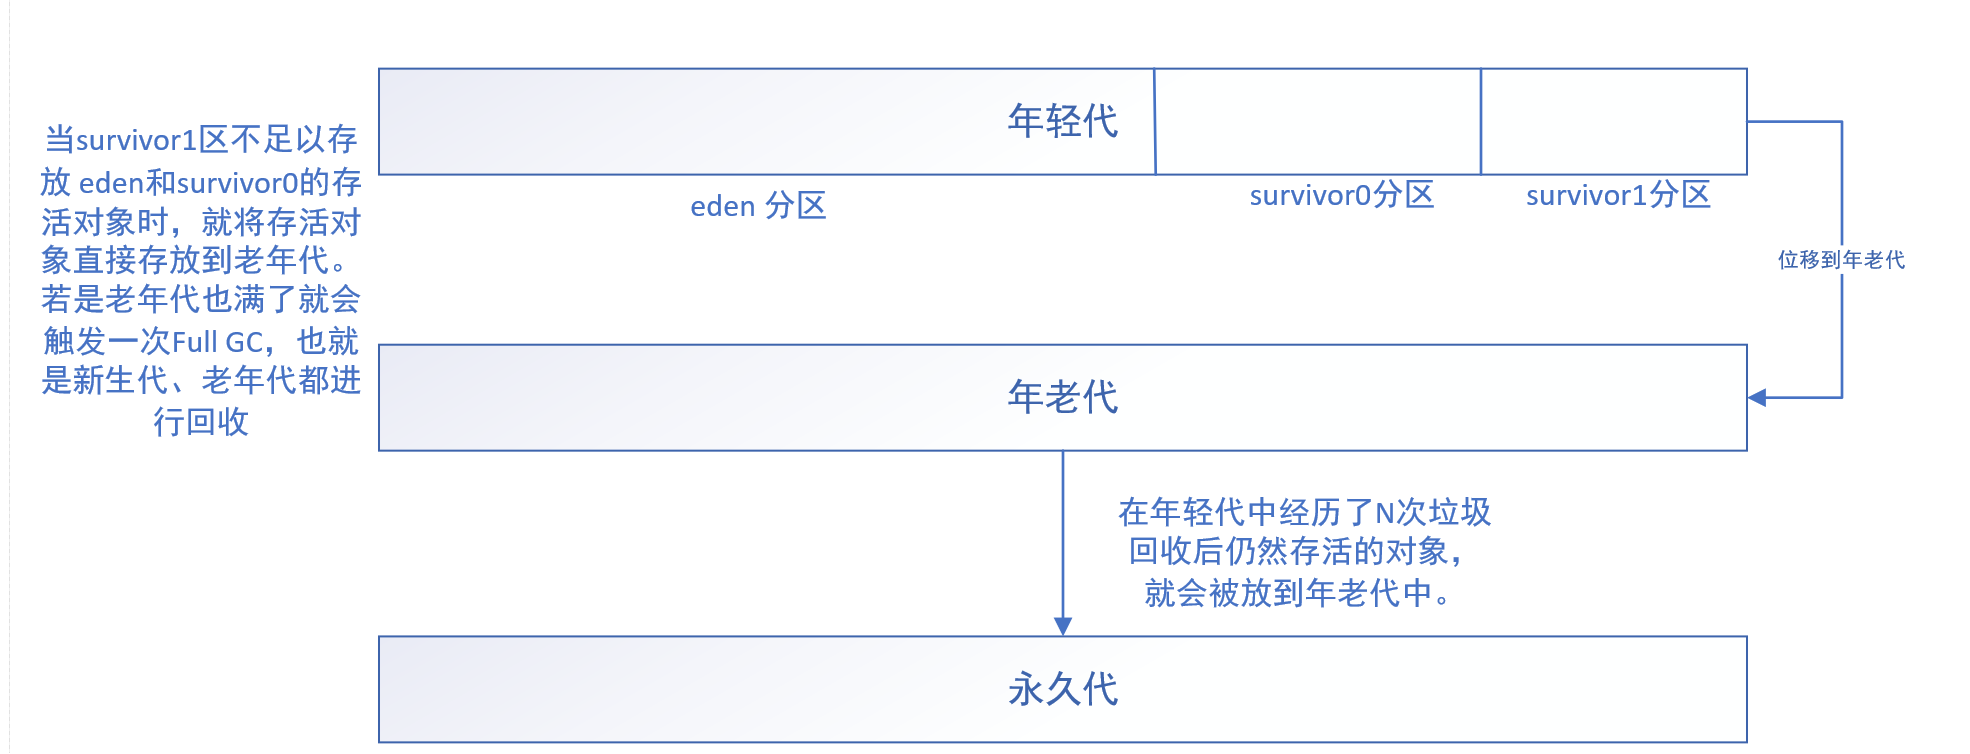 年轻代
eden 分区
survivor0分区
survivor1分区
当survivor1区不足以存
放 eden和survivor0的存
活对象时，就将存活对
象直接存放到老年代。
若是老年代也满了就会
触发一次Full GC，也就
是新生代、老年代都进
行回收
位移到年老代
年老代
在年轻代中经历了N次垃圾
回收后仍然存活的对象，
就会被放到年老代中。
永久代